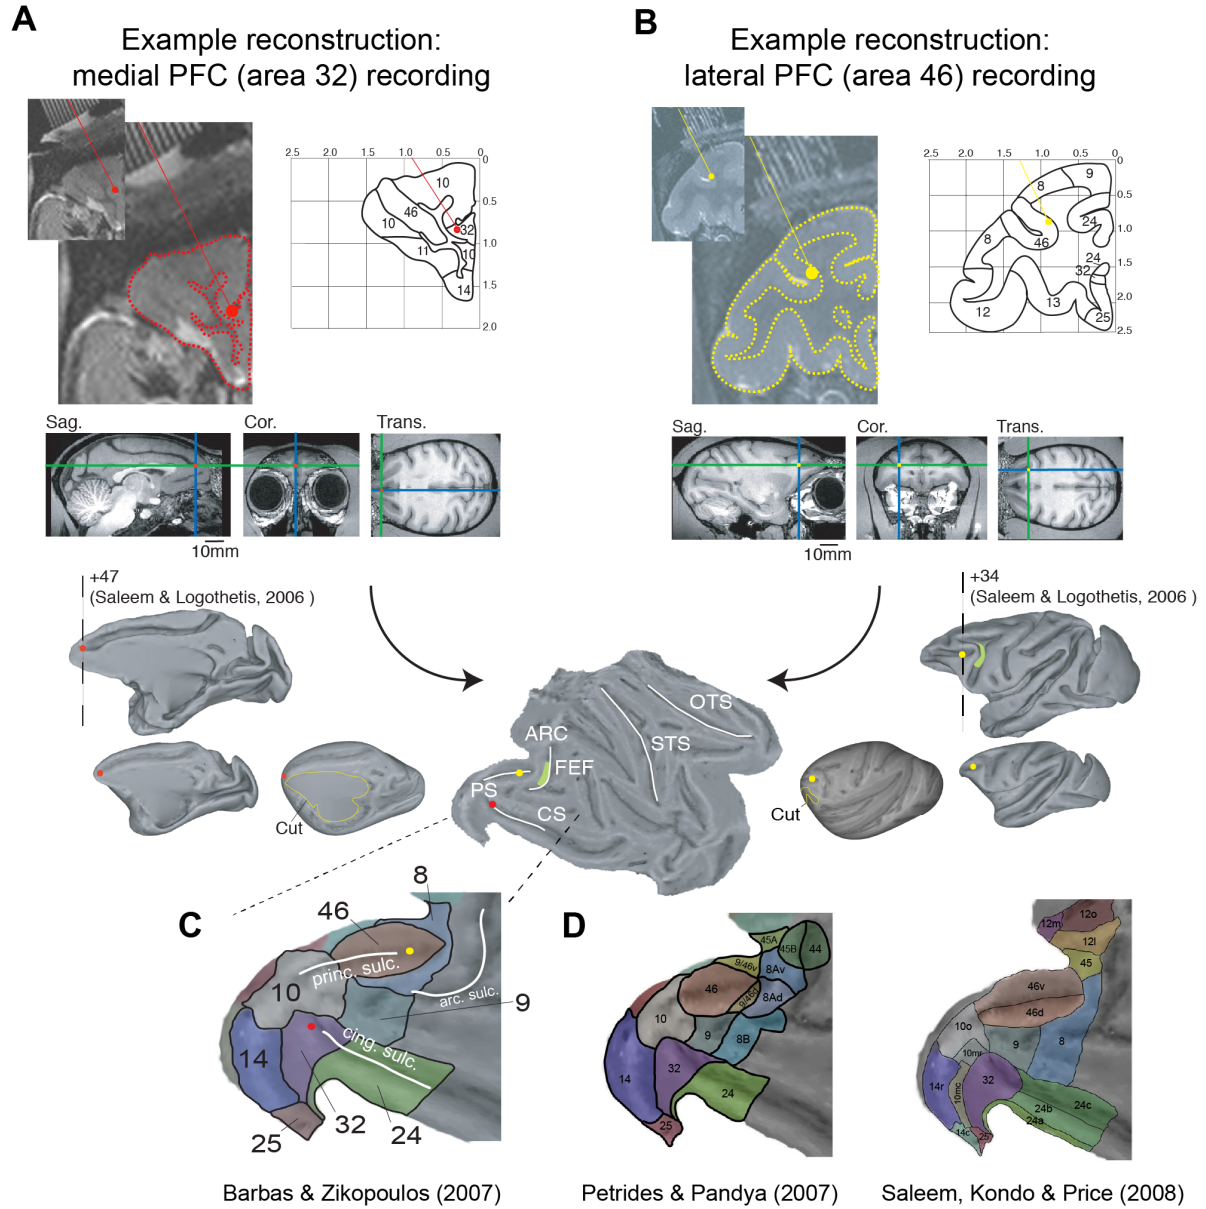 A
Example reconstruction:
medial PFC (area 32) recording
2.5 2.0 1.5 1.0 0.5 0
0.5
1.0
1.5
2.0
10
46
10
11
32
10
14
Sag.
Cor.
Trans.
10mm
+47
(Saleem & Logothetis, 2006 )
Cut
B
Example reconstruction:
lateral PFC (area 46) recording
2.5 2.0 1.5 1.0 0.5 0
0.5
1.0
1.5
2.0
2.5
9
8
24
46
8
24
32
13
12
25
Sag.
Cor.
Trans.
10mm
+34
(Saleem & Logothetis, 2006 )
Cut
OTS
ARC
STS
FEF
PS
CS
C
8
46
princ. sulc.
10
arc. sulc.
9
cing. sulc.
14
32
24
25
Barbas & Zikopoulos (2007)
D
45A
45B
44
9/46v
8Av
46
9/46d
8Ad
10
9
8B
14
32
24
25
Petrides & Pandya (2007)
12m
12o
12l
45
46v
46d
10o
9
8
10mr
14r
10mc
32
24c
24b
24a
14c
25
Saleem, Kondo & Price (2008)